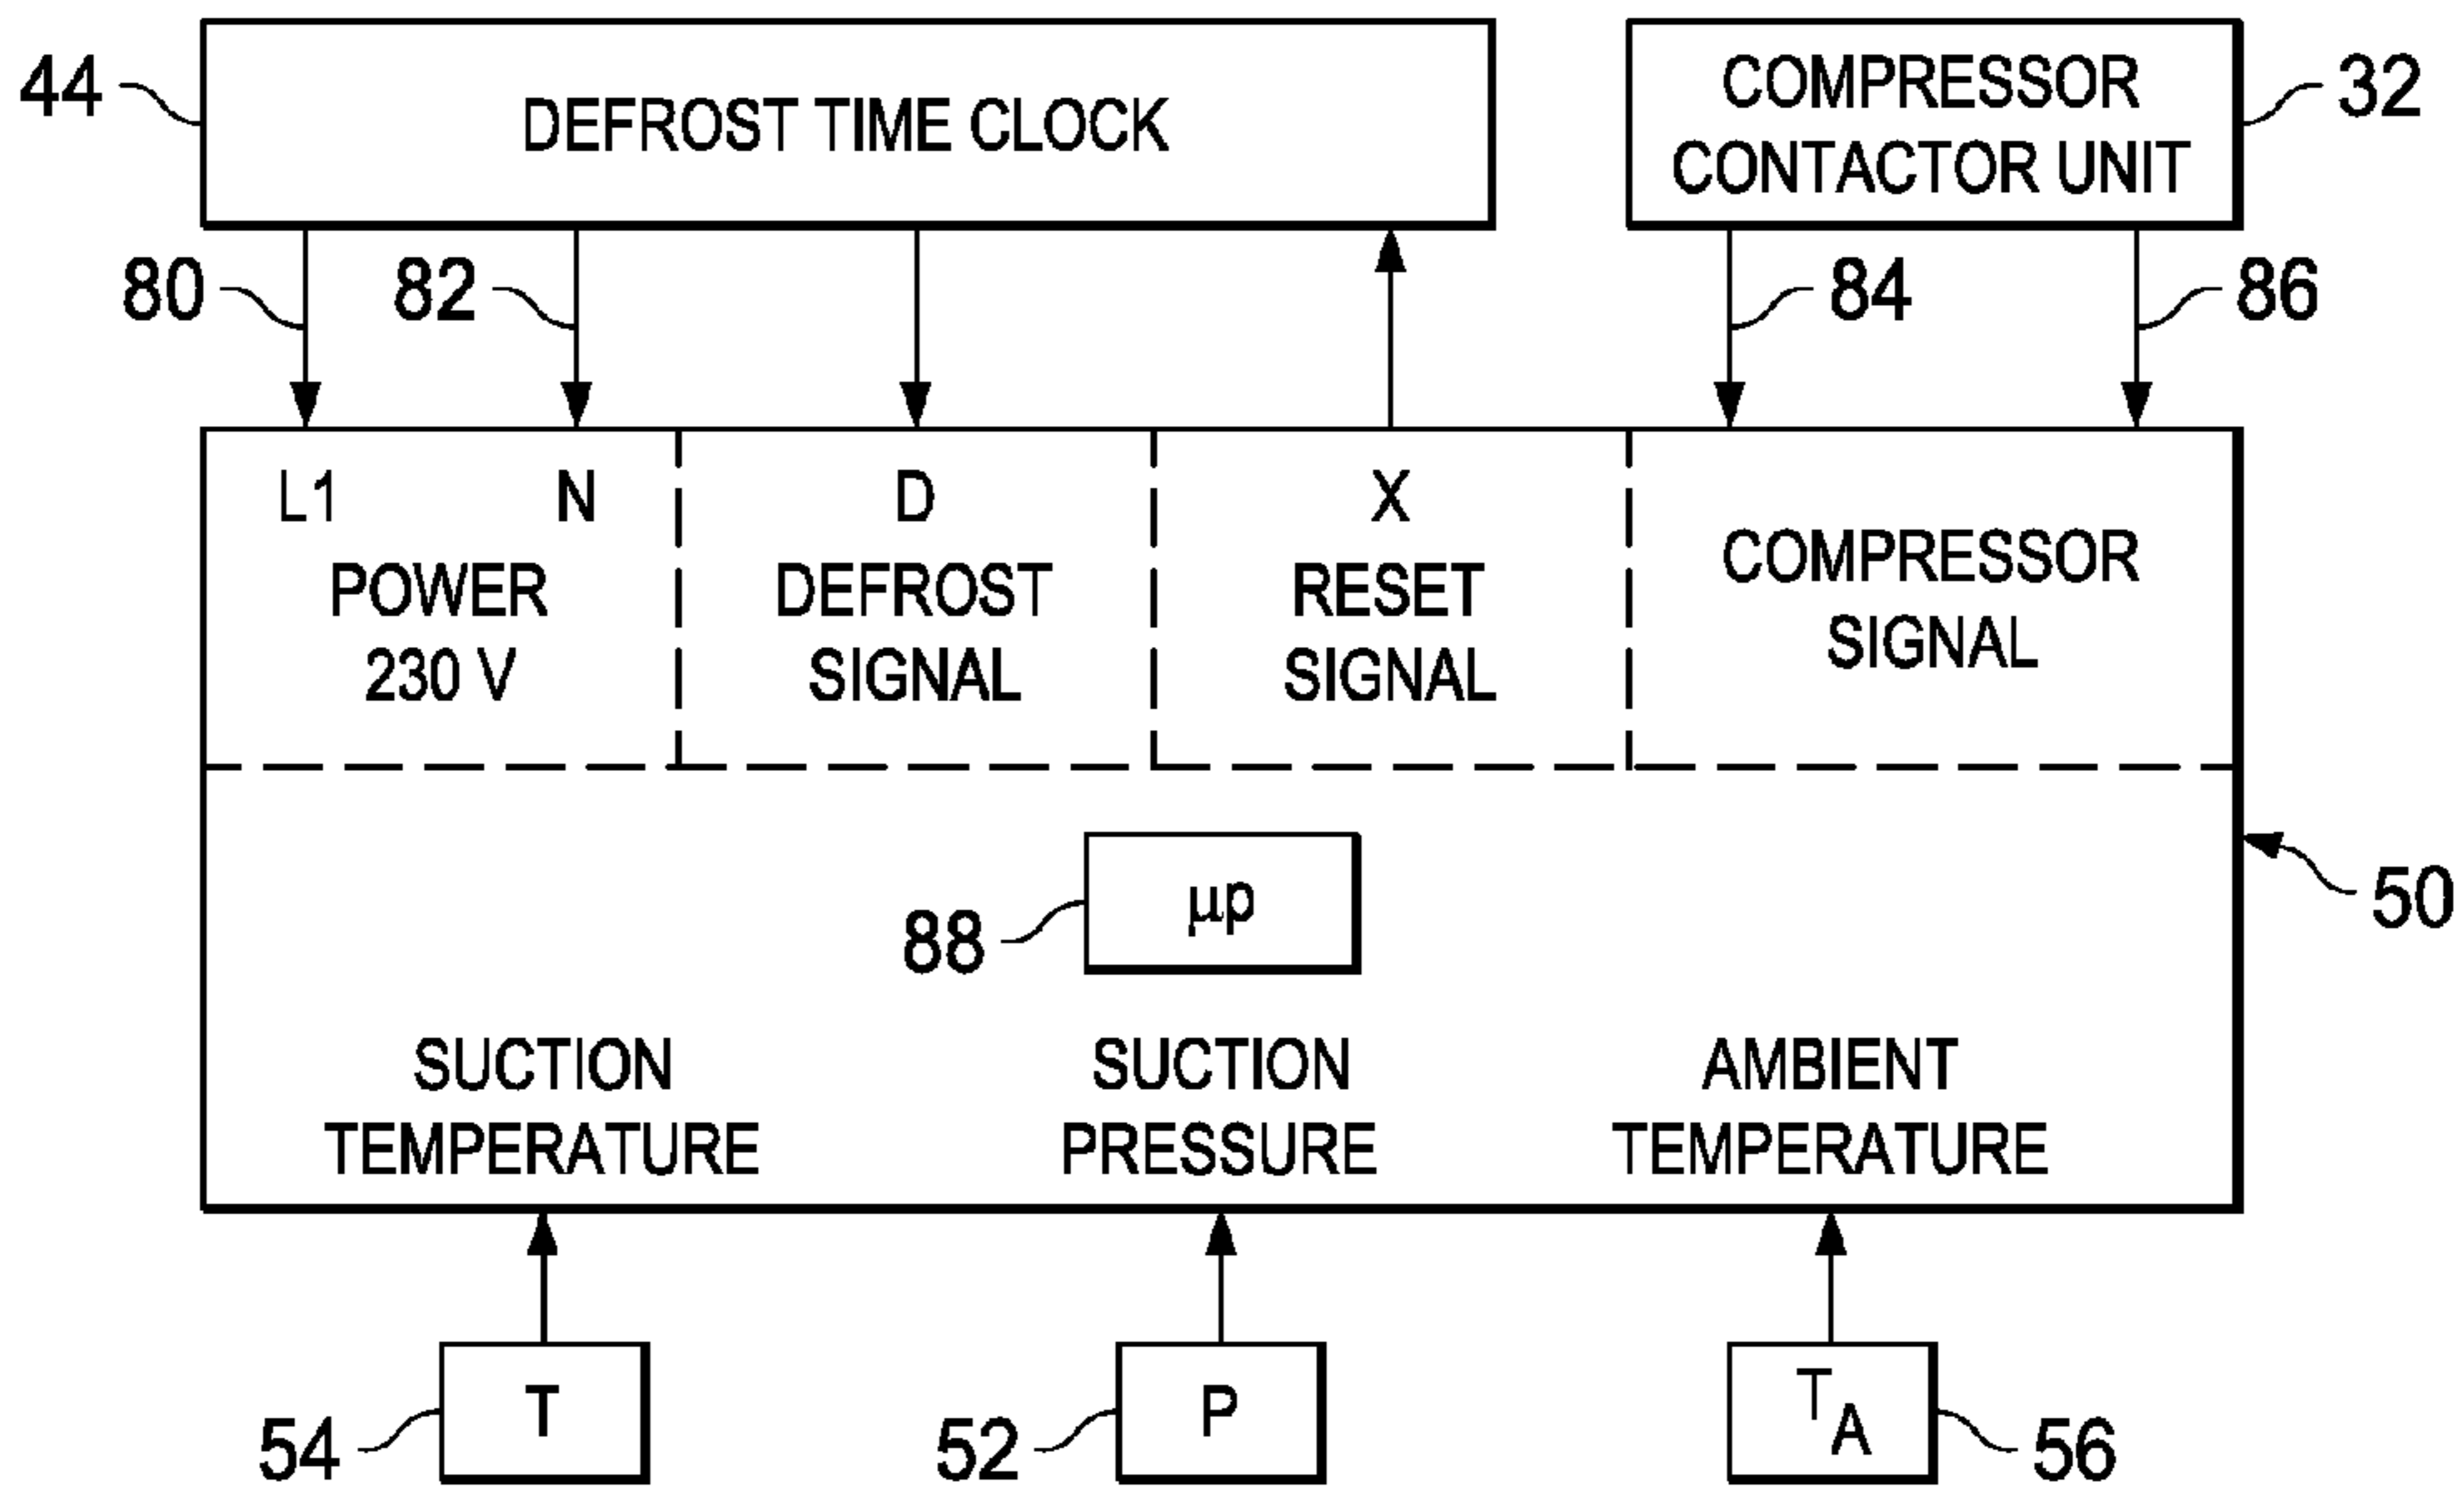 44
DEFROST TIME CLOCK
COMPRESSOR
CONTACTOR UNIT
32
80
82
84
86
L1
N
D
X
POWER
230 V
DEFROST
SIGNAL
RESET
SIGNAL
COMPRESSOR
SIGNAL
µp
88
50
SUCTION
TEMPERATURE
SUCTION
PRESSURE
AMBIENT
TEMPERATURE
T
54
P
52
TA
56